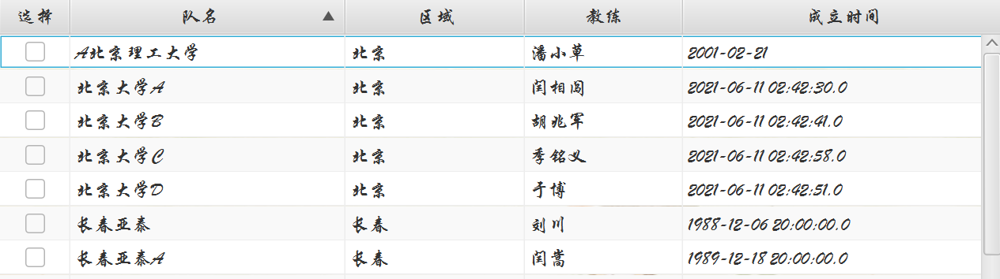 选择 队名 区域 教练 成立时间
A北京理工大学 北京 潘小草 2001-02-21
北京大学A 北京 闫相闯 2021-06-11 02:42:30.0
北京大学B 北京 胡兆军 2021-06-11 02:42:41.0
北京大学C 北京 季铭义 2021-06-11 02:42:58.0
北京大学D 北京 于博 2021-06-11 02:42:51.0
长春亚泰 长春 刘川 1988-12-06 20:00:00.0
长春亚泰A 长春 闫嵩 1989-12-18 20:00:00.0